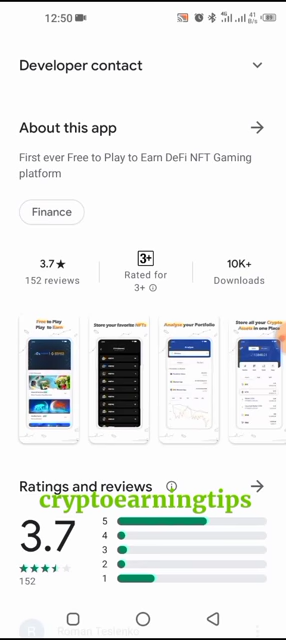 12:50
Developer contact
About this app
First ever Free to Play to Earn DeFi NFT Gaming
platform
Finance
3.7★
152 reviews
3+
Rated for
3+
10K+
Downloads
Free to Play
Play to Earn
Store your favorite NFTs
Analyse your Portfolio
Store all your Crypto
Assets in one Place
Ratings and reviews
cryptoearningtips
3.7
152
5
4
3
2
1